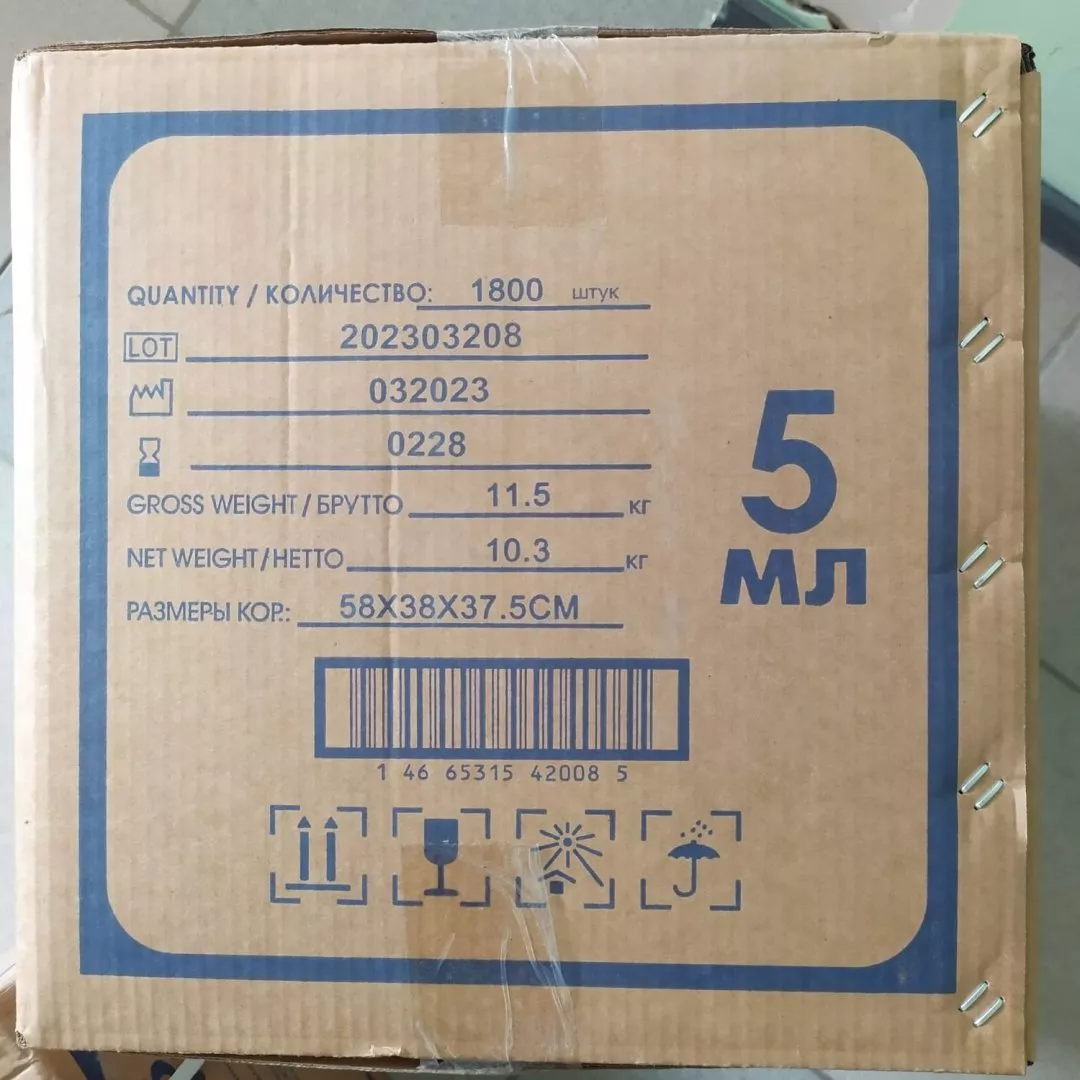 QUANTITY / КОЛИЧЕСТВО: 1800 штук
LOT 202303208
032023
0228
GROSS WEIGHT / БРУТТО 11.5 кг
NET WEIGHT/НЕТТО 10.3 кг
РАЗМЕРЫ КОР.: 58X38X37.5CM
5
мл
1 46 65315 42008 5